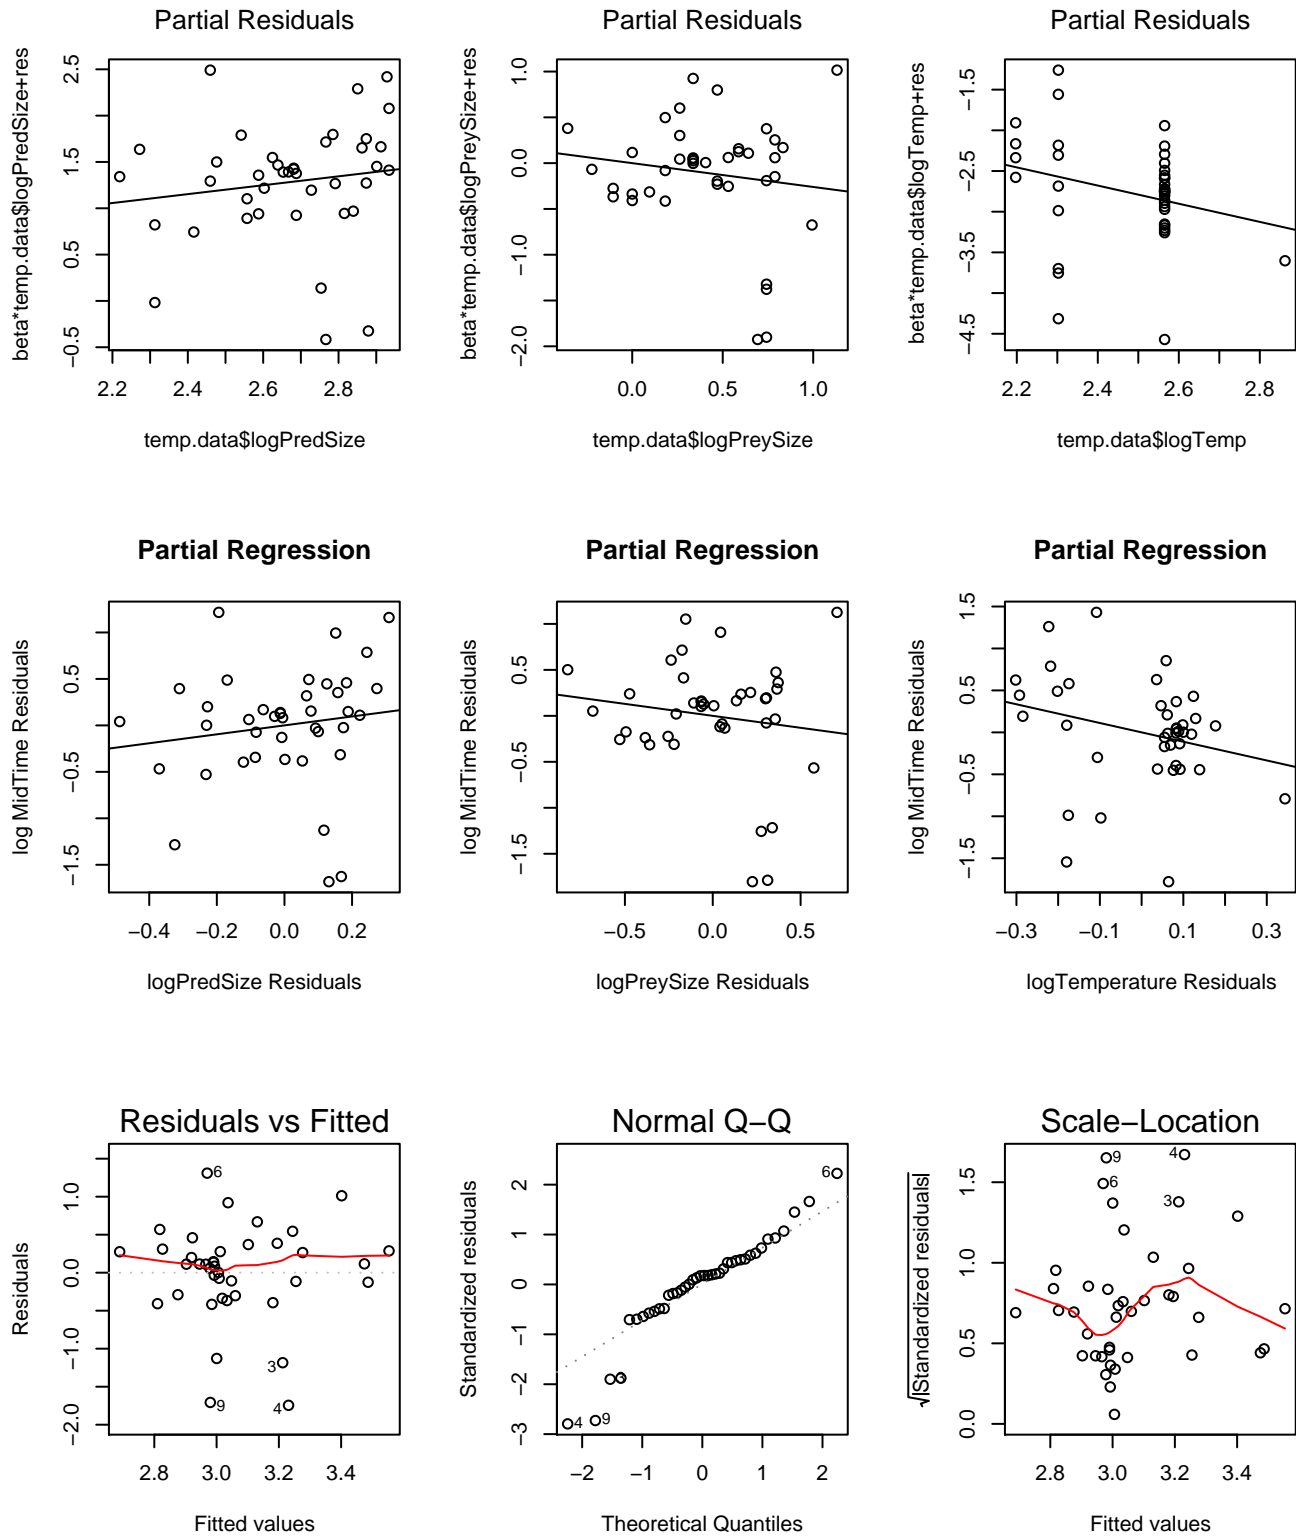 Partial Residuals
beta*temp.data$logPredSize+res
2.5
1.5
0.5
−0.5
2.2 2.4 2.6 2.8
temp.data$logPredSize
Partial Residuals
beta*temp.data$logPreySize+res
1.0
0.0
−1.0
−2.0
0.0 0.5 1.0
temp.data$logPreySize
Partial Residuals
beta*temp.data$logTemp+res
−1.5
−2.5
−3.5
−4.5
2.2 2.4 2.6 2.8
temp.data$logTemp
Partial Regression
log MidTime Residuals
0.5
−0.5
−1.5
−0.4 −0.2 0.0 0.2
logPredSize Residuals
Partial Regression
log MidTime Residuals
0.5
−0.5
−1.5
−0.5 0.0 0.5
logPreySize Residuals
Partial Regression
log MidTime Residuals
1.5
0.5
−0.5
−1.5
−0.3 −0.1 0.1 0.3
logTemperature Residuals
Residuals vs Fitted
Residuals
1.0
0.0
−1.0
−2.0
6
3
9
4
2.8 3.0 3.2 3.4
Fitted values
Normal Q−Q
Standardized residuals
2
1
0
−1
−2
−3
6
4
9
−2 −1 0 1 2
Theoretical Quantiles
Scale−Location
√|Standardized residuals|
1.5
1.0
0.5
0.0
9
4
6
3
2.8 3.0 3.2 3.4
Fitted values